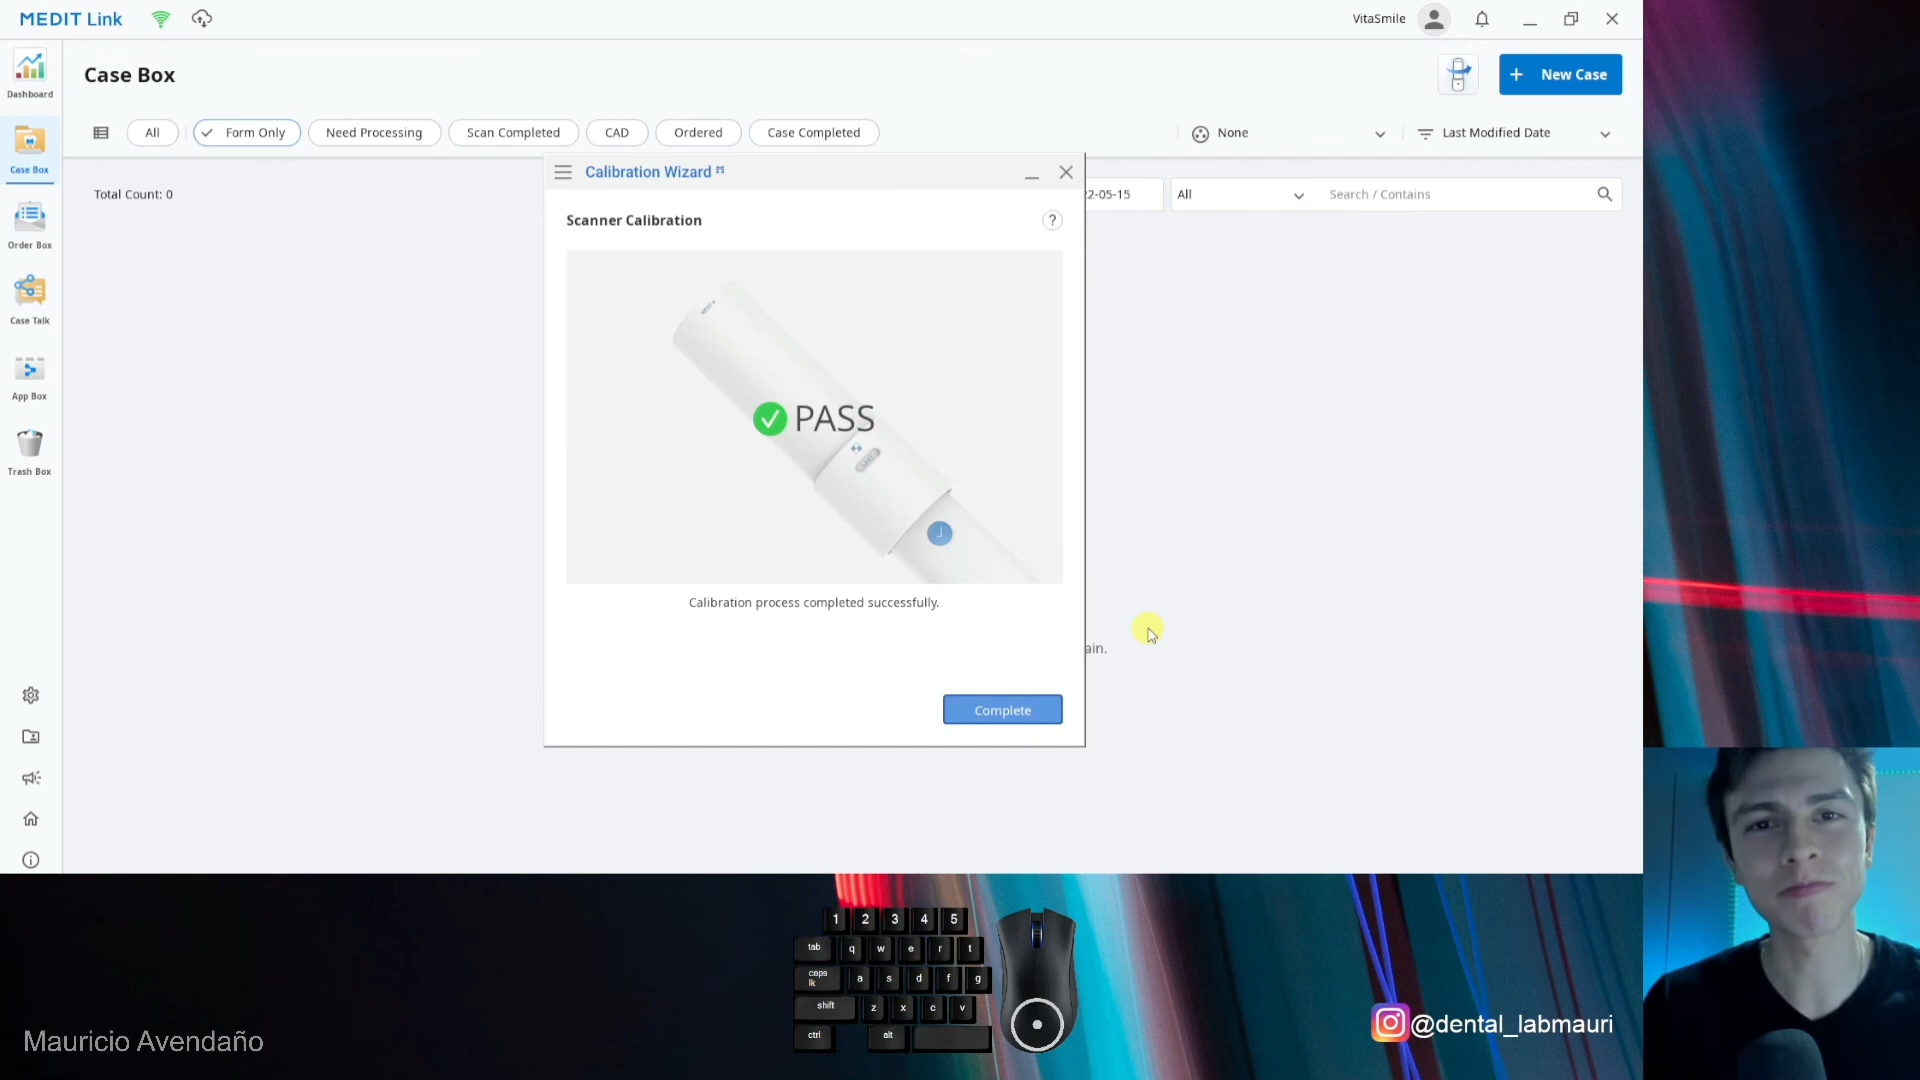 MEDIT Link
VitaSmile
Dashboard
Case Box
New Case
All
Form Only
Need Processing
Scan Completed
CAD
Ordered
Case Completed
None
Last Modified Date
Case Box
Calibration Wizard
Total Count: 0
2-05-15
All
Search / Contains
Scanner Calibration
?
Order Box
Case Talk
App Box
Trash Box
PASS
Calibration process completed successfully.
ain.
Complete
1 2 3 4 5
tab q w e r t
caps lk a s d f g
shift z x c v
ctrl alt
Mauricio Avendaño
@dental_labmauri